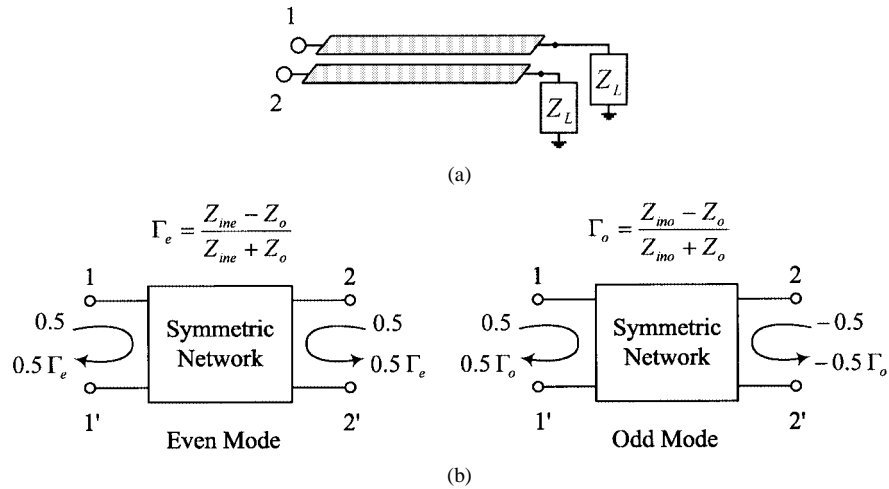 1
2
Z_L
Z_L
(a)
Γ_e = (Z_ine − Z_o) / (Z_ine + Z_o)
Γ_o = (Z_ino − Z_o) / (Z_ino + Z_o)
1 2 1 2
0.5 Symmetric Network 0.5
0.5 Γ_e 0.5 Γ_e
0.5 Symmetric Network −0.5
0.5 Γ_o −0.5 Γ_o
1' 2' 1' 2'
Even Mode Odd Mode
(b)